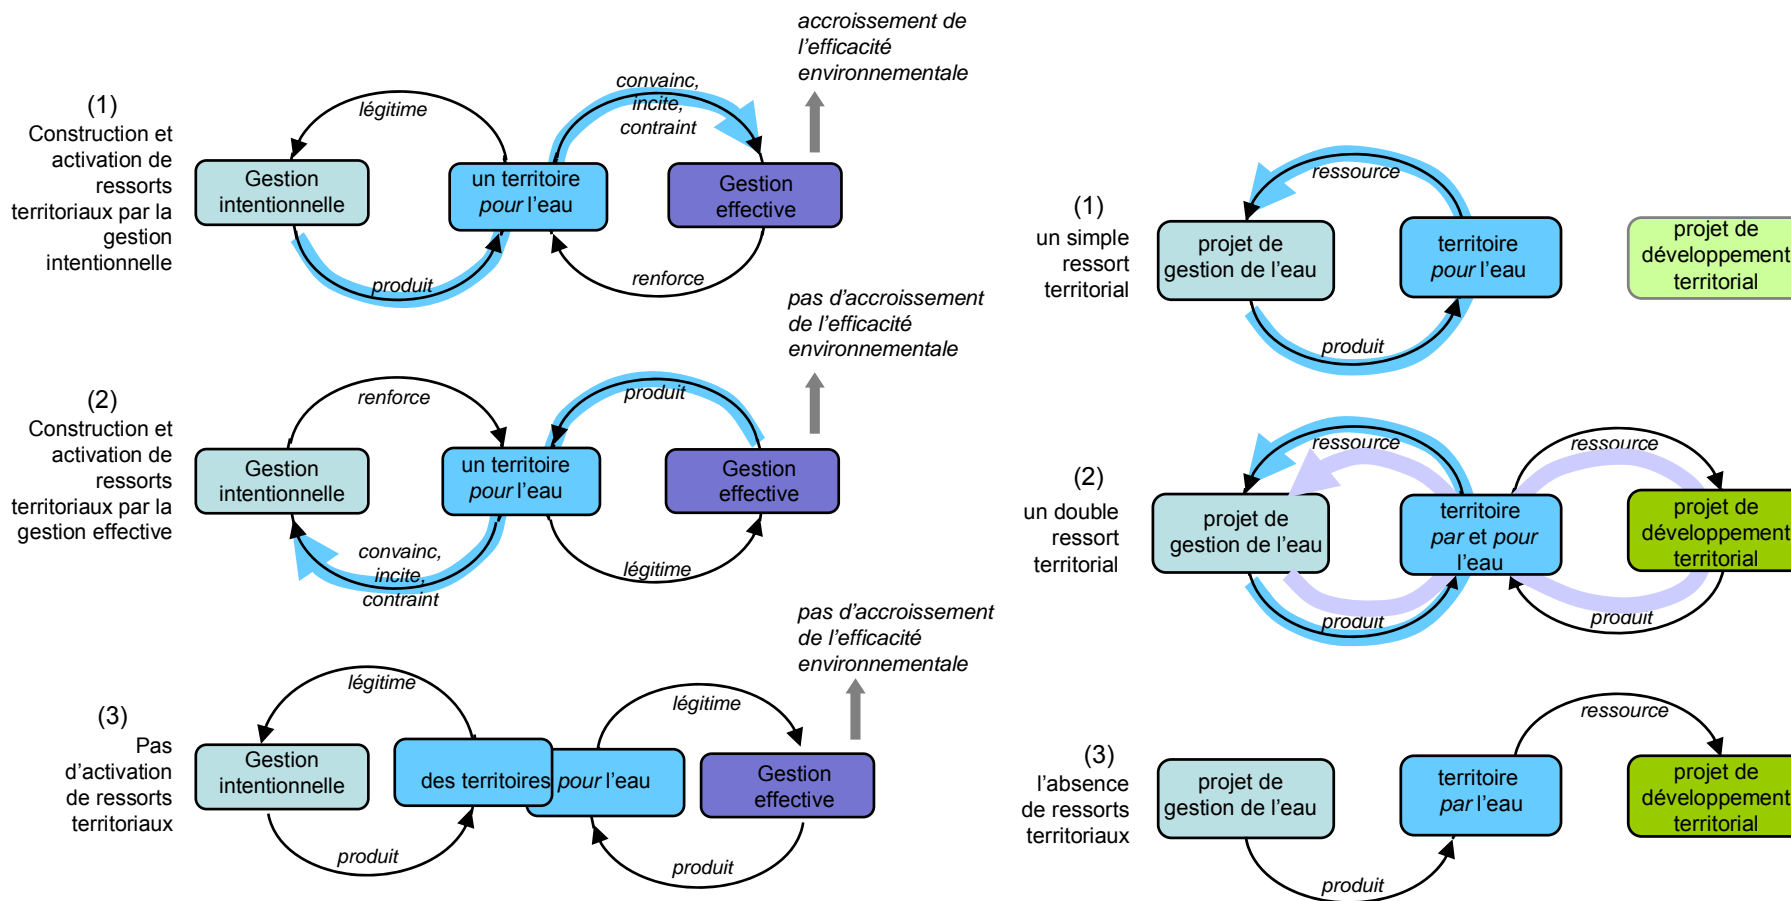 accroissement de
l'efficacité
environnementale
(1)
Construction et
activation de
ressorts
territoriaux par la
gestion
intentionnelle
légitime
convainc,
incite,
contraint
Gestion
intentionnelle
un territoire
pour l'eau
Gestion
effective
produit
renforce
pas d'accroissement
de l'efficacité
environnementale
(2)
Construction et
activation de
ressorts
territoriaux par la
gestion effective
renforce
produit
Gestion
intentionnelle
un territoire
pour l'eau
Gestion
effective
convainc,
incite,
contraint
légitime
pas d'accroissement
de l'efficacité
environnementale
(3)
Pas
d'activation
de ressorts
territoriaux
légitime
légitime
Gestion
intentionnelle
des territoires pour l'eau
Gestion
effective
produit
produit
(1)
un simple
ressort
territorial
ressource
projet de
gestion de l'eau
territoire
pour l'eau
projet de
développement
territorial
produit
(2)
un double
ressort
territorial
ressource
ressource
projet de
gestion de l'eau
territoire
par et pour
l'eau
projet de
développement
territorial
produit
produit
(3)
l'absence
de ressorts
territoriaux
ressource
projet de
gestion de l'eau
territoire
par l'eau
projet de
développement
territorial
produit